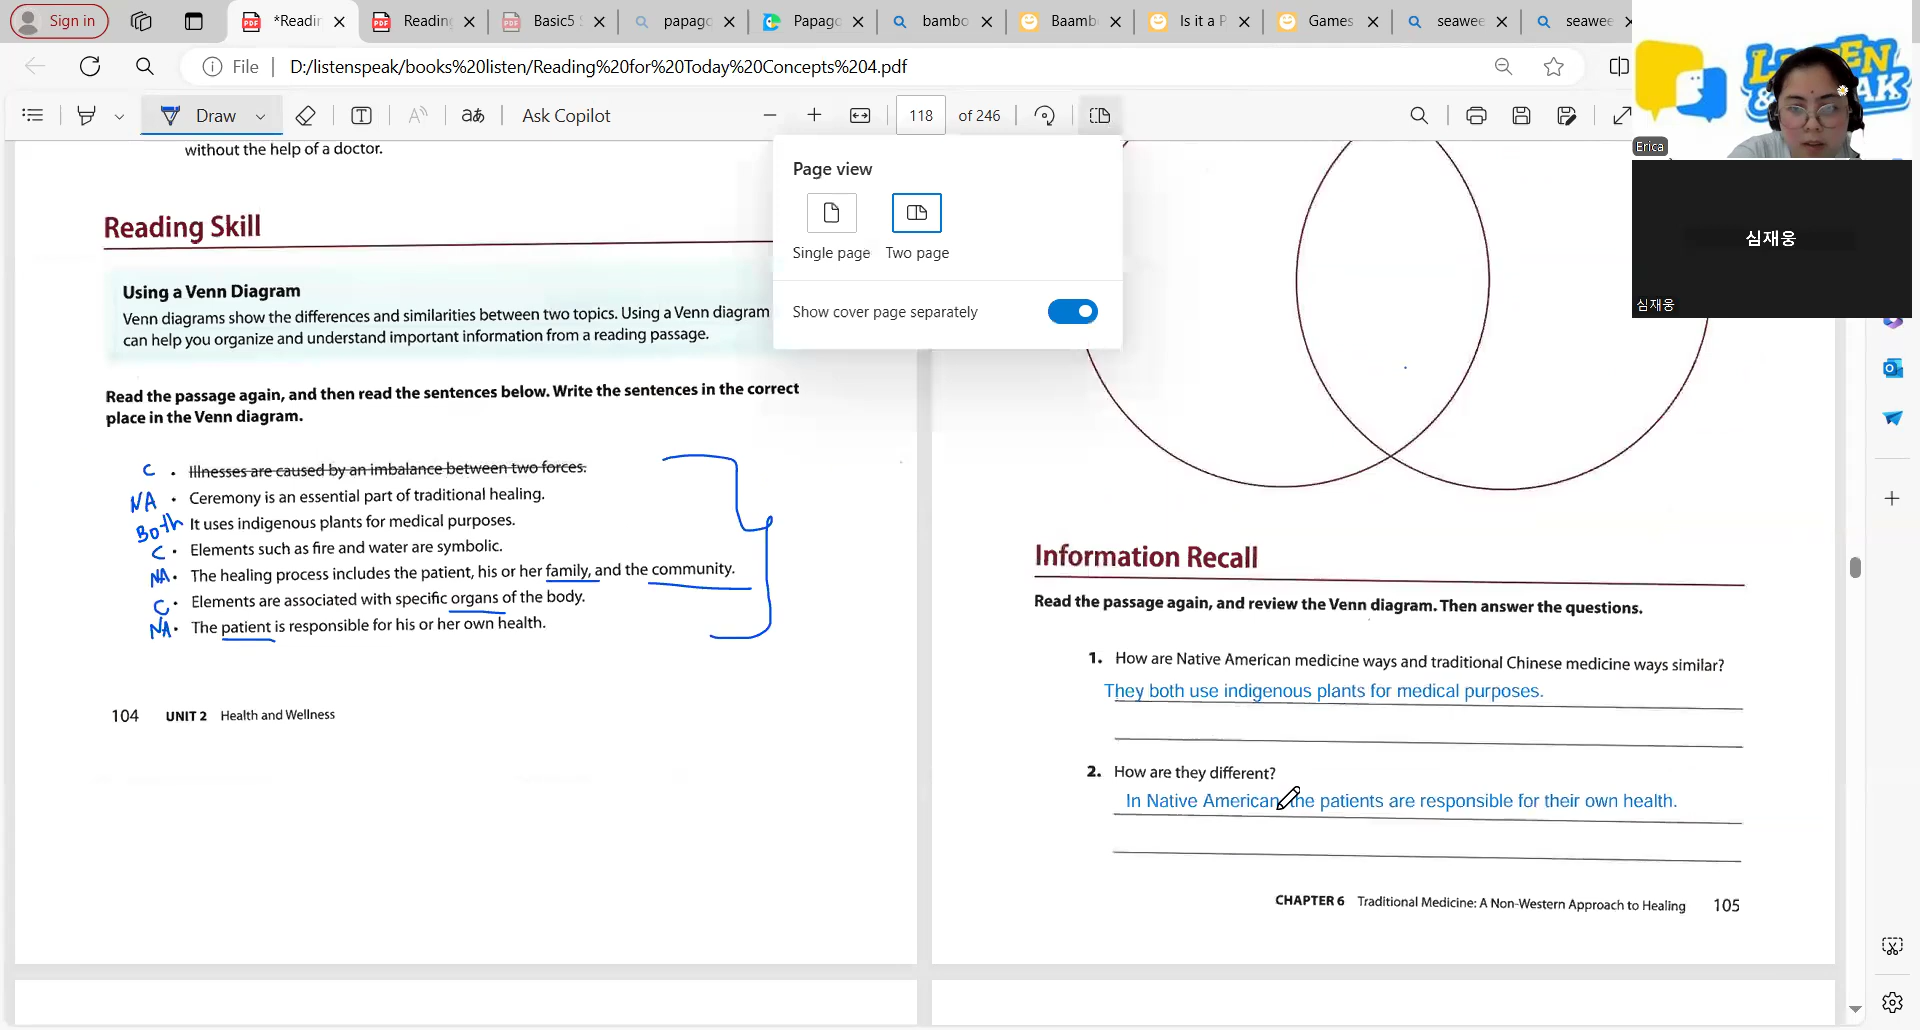 Sign in
*Readin
Reading
Basic5
papago
Papago
bambo
Baamb
Is it a P
Games
seawee
seawee
File
D:/listenspeak/books%20listen/Reading%20for%20Today%20Concepts%204.pdf
Draw
aあ
Ask Copilot
118
of 246
LISTEN
& SPEAK
Erica
심재웅
심재웅
Page view
Single page
Two page
Show cover page separately
without the help of a doctor.
Reading Skill
Using a Venn Diagram
Venn diagrams show the differences and similarities between two topics. Using a Venn diagram
can help you organize and understand important information from a reading passage.
Read the passage again, and then read the sentences below. Write the sentences in the correct
place in the Venn diagram.
C • Illnesses are caused by an imbalance between two forces.
NA • Ceremony is an essential part of traditional healing.
Both It uses indigenous plants for medical purposes.
C • Elements such as fire and water are symbolic.
NA • The healing process includes the patient, his or her family, and the community.
C • Elements are associated with specific organs of the body.
NA • The patient is responsible for his or her own health.
104 UNIT 2 Health and Wellness
Information Recall
Read the passage again, and review the Venn diagram. Then answer the questions.
1. How are Native American medicine ways and traditional Chinese medicine ways similar?
They both use indigenous plants for medical purposes.
2. How are they different?
In Native American the patients are responsible for their own health.
CHAPTER 6 Traditional Medicine: A Non-Western Approach to Healing 105